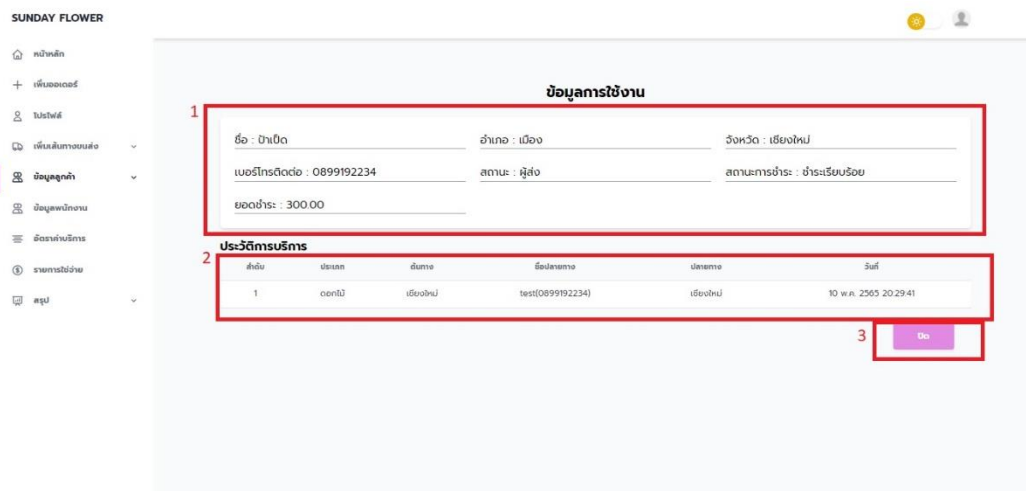 SUNDAY FLOWER
หน้าหลัก
เพิ่มออเดอร์
โปรไฟล์
เพิ่มเส้นทางขนส่ง
ข้อมูลลูกค้า
ข้อมูลพนักงาน
อัตราค่าบริการ
รายการใช้จ่าย
สรุป
ข้อมูลการใช้งาน
1
ชื่อ : ป้าเป็ด อำเภอ : เมือง จังหวัด : เชียงใหม่
เบอร์โทรติดต่อ : 0899192234 สถานะ : ผู้ส่ง สถานะการชำระ : ชำระเรียบร้อย
ยอดชำระ : 300.00
ประวัติการบริการ
2
ลำดับ ประเภท ต้นทาง ชื่อปลายทาง ปลายทาง วันที่
1 ดอกไม้ เชียงใหม่ test(0899192234) เชียงใหม่ 10 พ.ค. 2565 20:29:41
3
ปิด